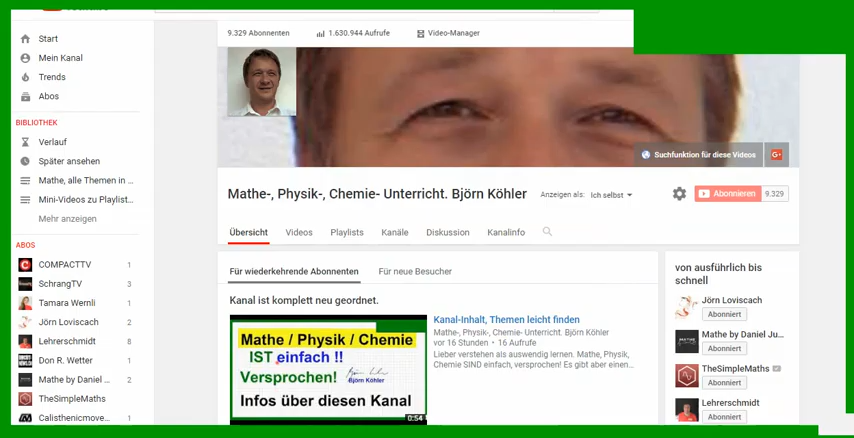 9.329 Abonnenten
1.630.944 Aufrufe
Video-Manager
Start
Mein Kanal
Trends
Abos
BIBLIOTHEK
Verlauf
Später ansehen
Mathe, alle Themen in ...
Mini-Videos zu Playlist...
Mehr anzeigen
ABOS
COMPACTTV 1
SchrangTV 3
Tamara Wernli 1
Jörn Loviscach 2
Lehrerschmidt 8
Don R. Wetter 1
Mathe by Daniel ... 2
TheSimpleMaths
Calisthenicmove... 1
Suchfunktion für diese Videos
G+
Mathe-, Physik-, Chemie- Unterricht. Björn Köhler
Anzeigen als: Ich selbst
Abonnieren 9.329
Übersicht Videos Playlists Kanäle Diskussion Kanalinfo
Für wiederkehrende Abonnenten Für neue Besucher
Kanal ist komplett neu geordnet.
Mathe / Physik / Chemie
IST einfach !!
Versprochen! Björn Köhler
Infos über diesen Kanal
0:54
Kanal-Inhalt, Themen leicht finden
Mathe-, Physik-, Chemie- Unterricht. Björn Köhler
vor 16 Stunden • 16 Aufrufe
Lieber verstehen als auswendig lernen. Mathe, Physik,
Chemie SIND einfach, versprochen! Es gibt aber einen...
von ausführlich bis
schnell
Jörn Loviscach
Abonniert
Mathe by Daniel Ju...
Abonniert
TheSimpleMaths
Abonniert
Lehrerschmidt
Abonniert